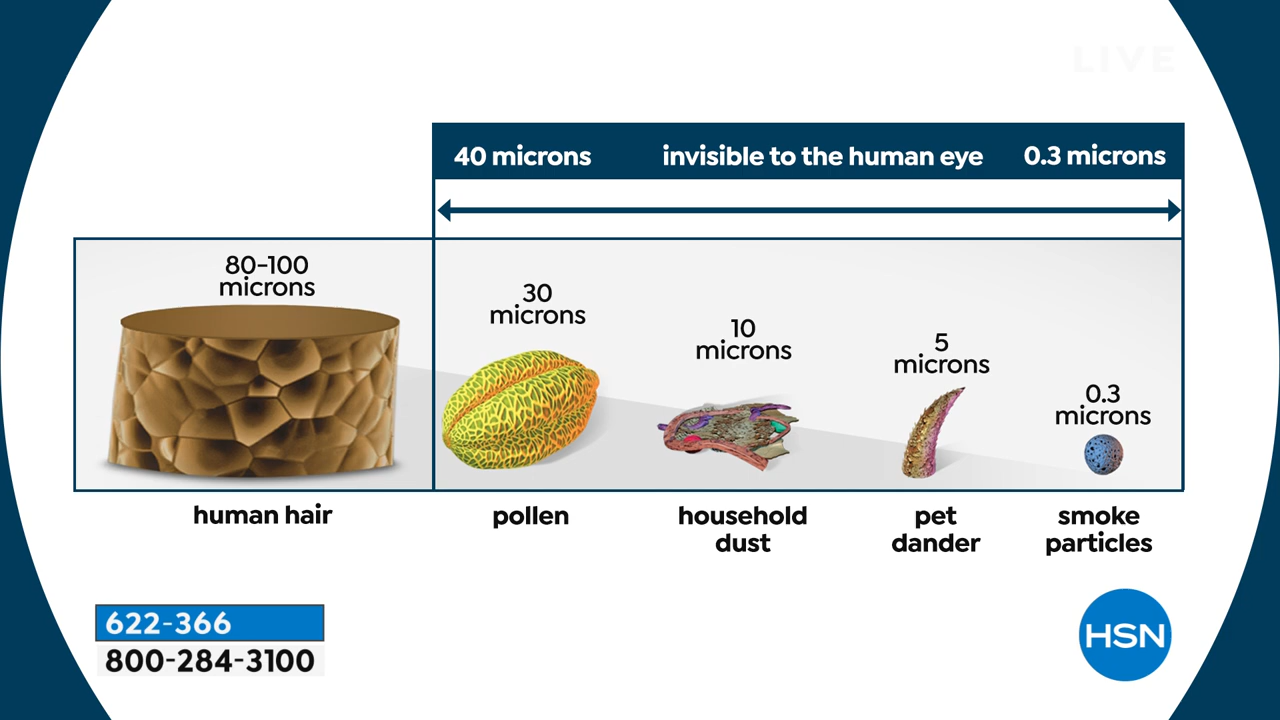 LIVE
40 microns invisible to the human eye 0.3 microns
80-100
microns
30
microns
10
microns
5
microns
0.3
microns
human hair
pollen
household
dust
pet
dander
smoke
particles
622-366
800-284-3100
HSN